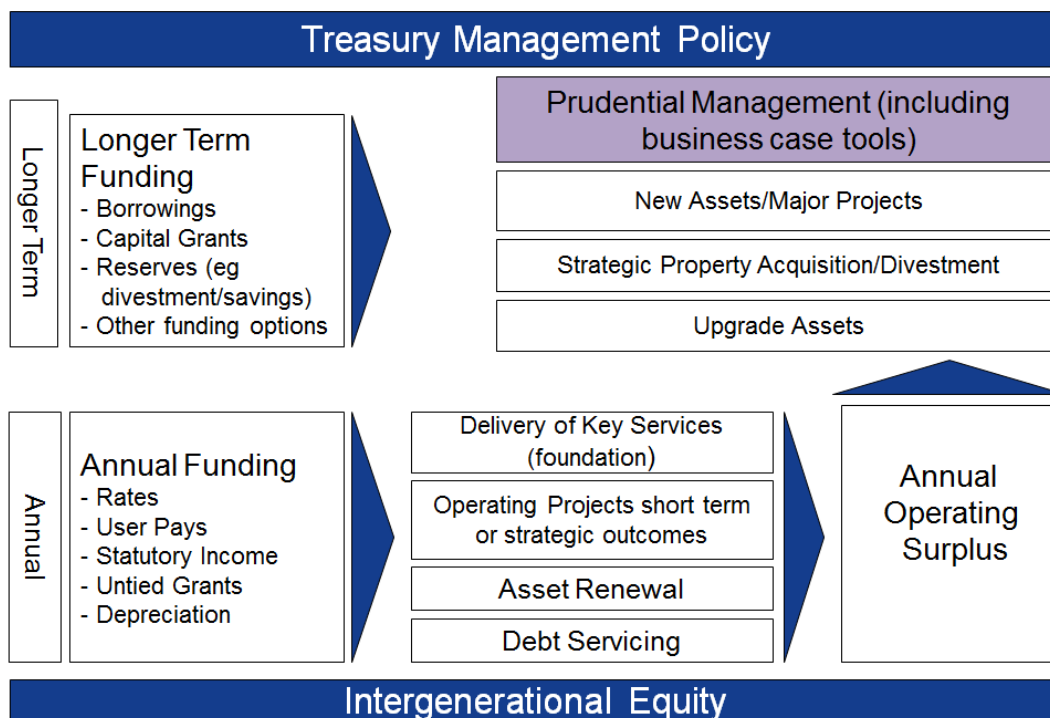 Treasury Management Policy
Longer Term
Longer Term
Funding
- Borrowings
- Capital Grants
- Reserves (eg
divestment/savings)
- Other funding options
Prudential Management (including
business case tools)
New Assets/Major Projects
Strategic Property Acquisition/Divestment
Upgrade Assets
Annual
Annual Funding
- Rates
- User Pays
- Statutory Income
- Untied Grants
- Depreciation
Delivery of Key Services
(foundation)
Operating Projects short term
or strategic outcomes
Asset Renewal
Debt Servicing
Annual
Operating
Surplus
Intergenerational Equity